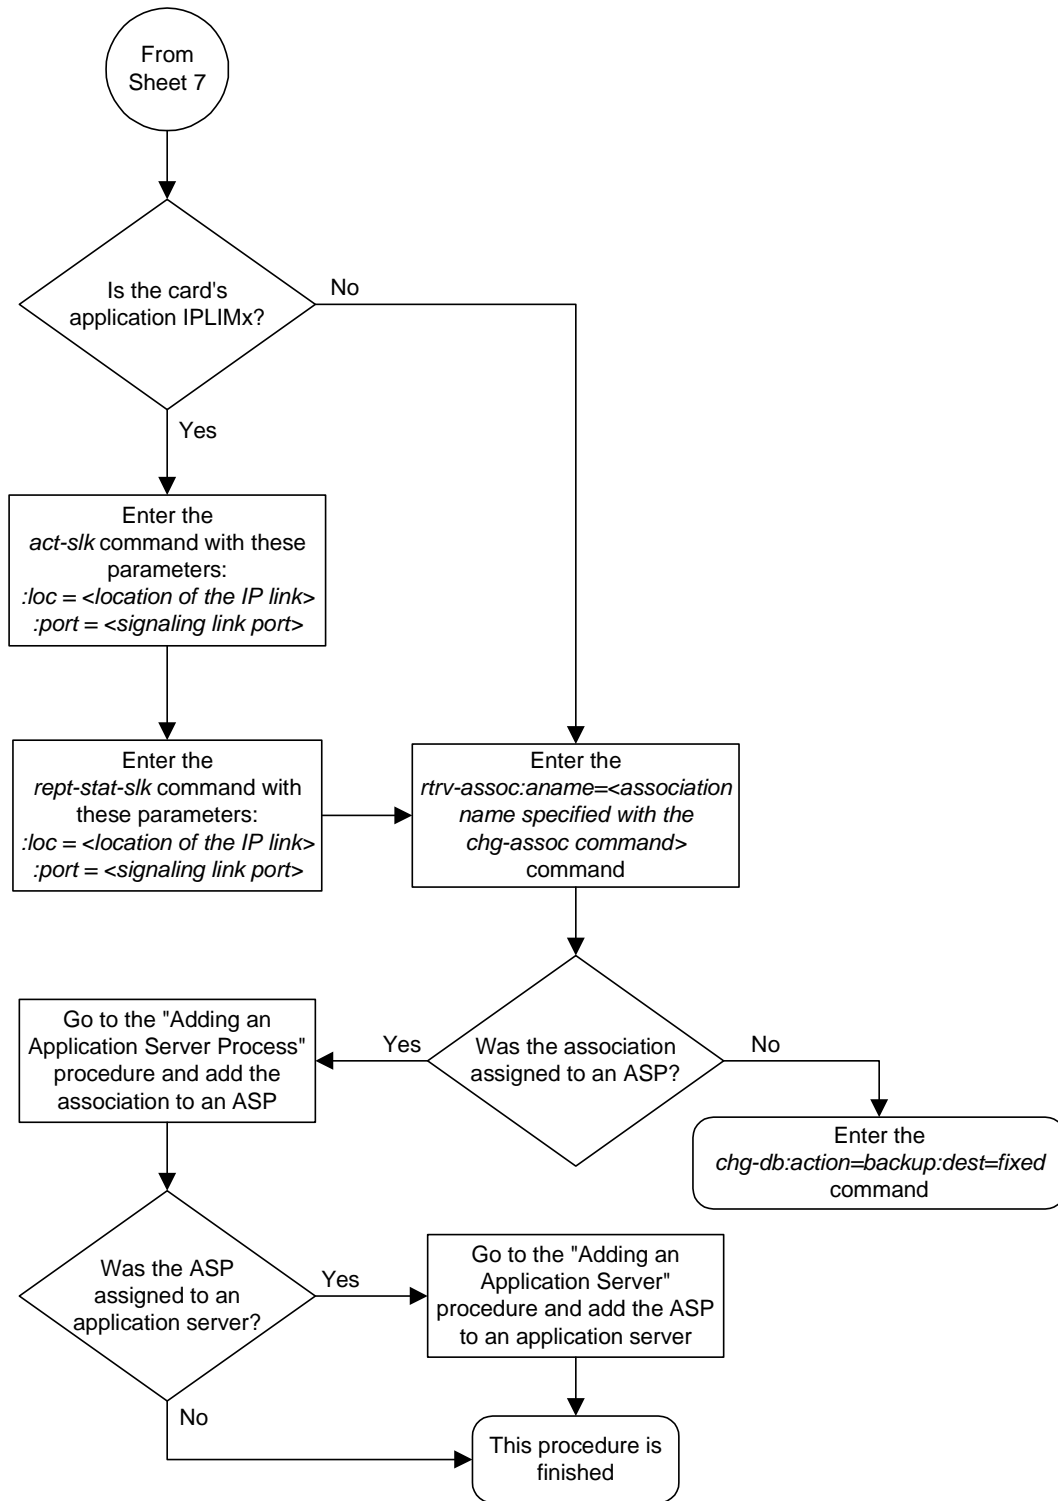 From
Sheet 7
Is the card's
application IPLIMx?
No
Yes
Enter the
act-slk command with these
parameters:
:loc = <location of the IP link>
:port = <signaling link port>
Enter the
rept-stat-slk command with
these parameters:
:loc = <location of the IP link>
:port = <signaling link port>
Enter the
rtrv-assoc:aname=<association
name specified with the
chg-assoc command>
command
Was the association
assigned to an ASP?
Yes
No
Go to the "Adding an
Application Server Process"
procedure and add the
association to an ASP
Enter the
chg-db:action=backup:dest=fixed
command
Was the ASP
assigned to an
application server?
Yes
No
Go to the "Adding an
Application Server"
procedure and add the ASP
to an application server
This procedure is
finished